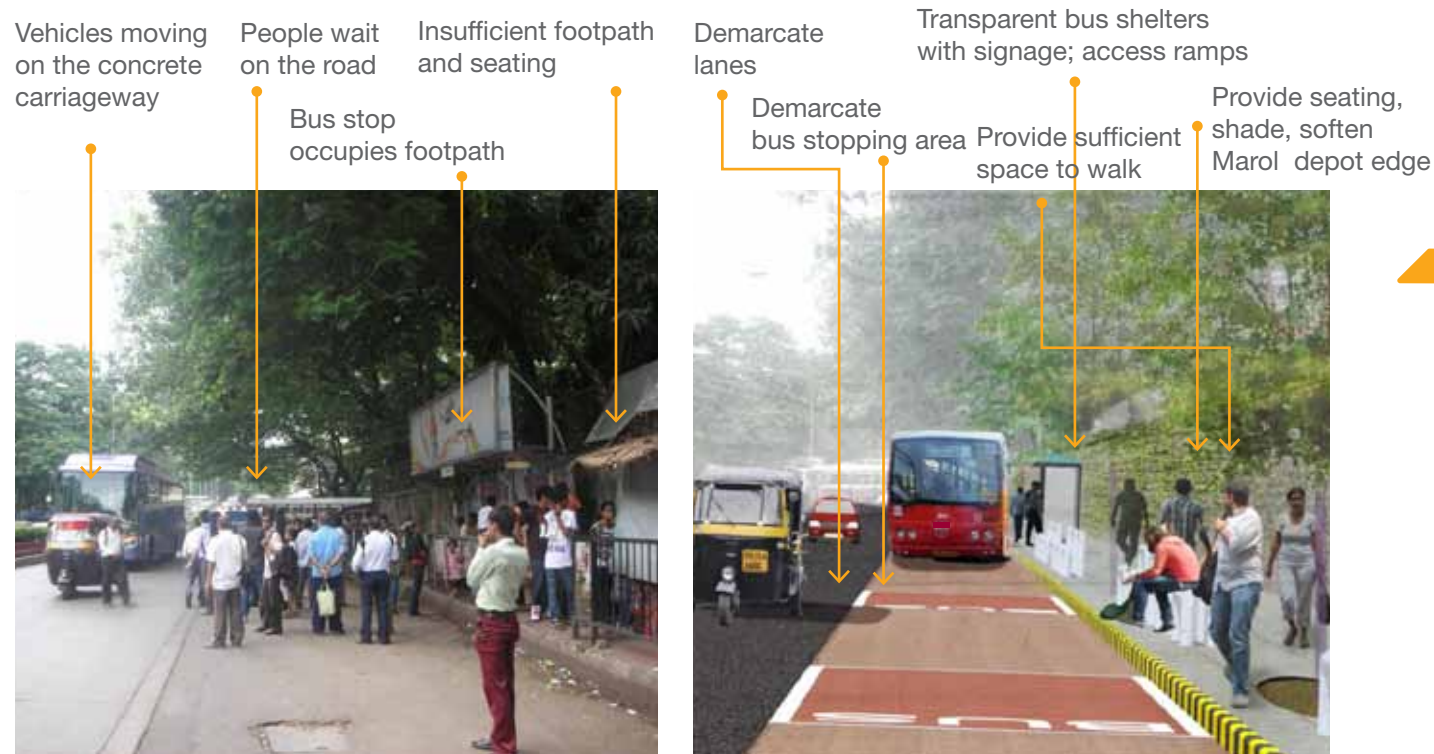 Vehicles moving
on the concrete
carriageway
People wait
on the road
Bus stop
occupies footpath
Insufficient footpath
and seating
Demarcate
lanes
Demarcate
bus stopping area
Provide sufficient
space to walk
Transparent bus shelters
with signage; access ramps
Provide seating,
shade, soften
Marol depot edge